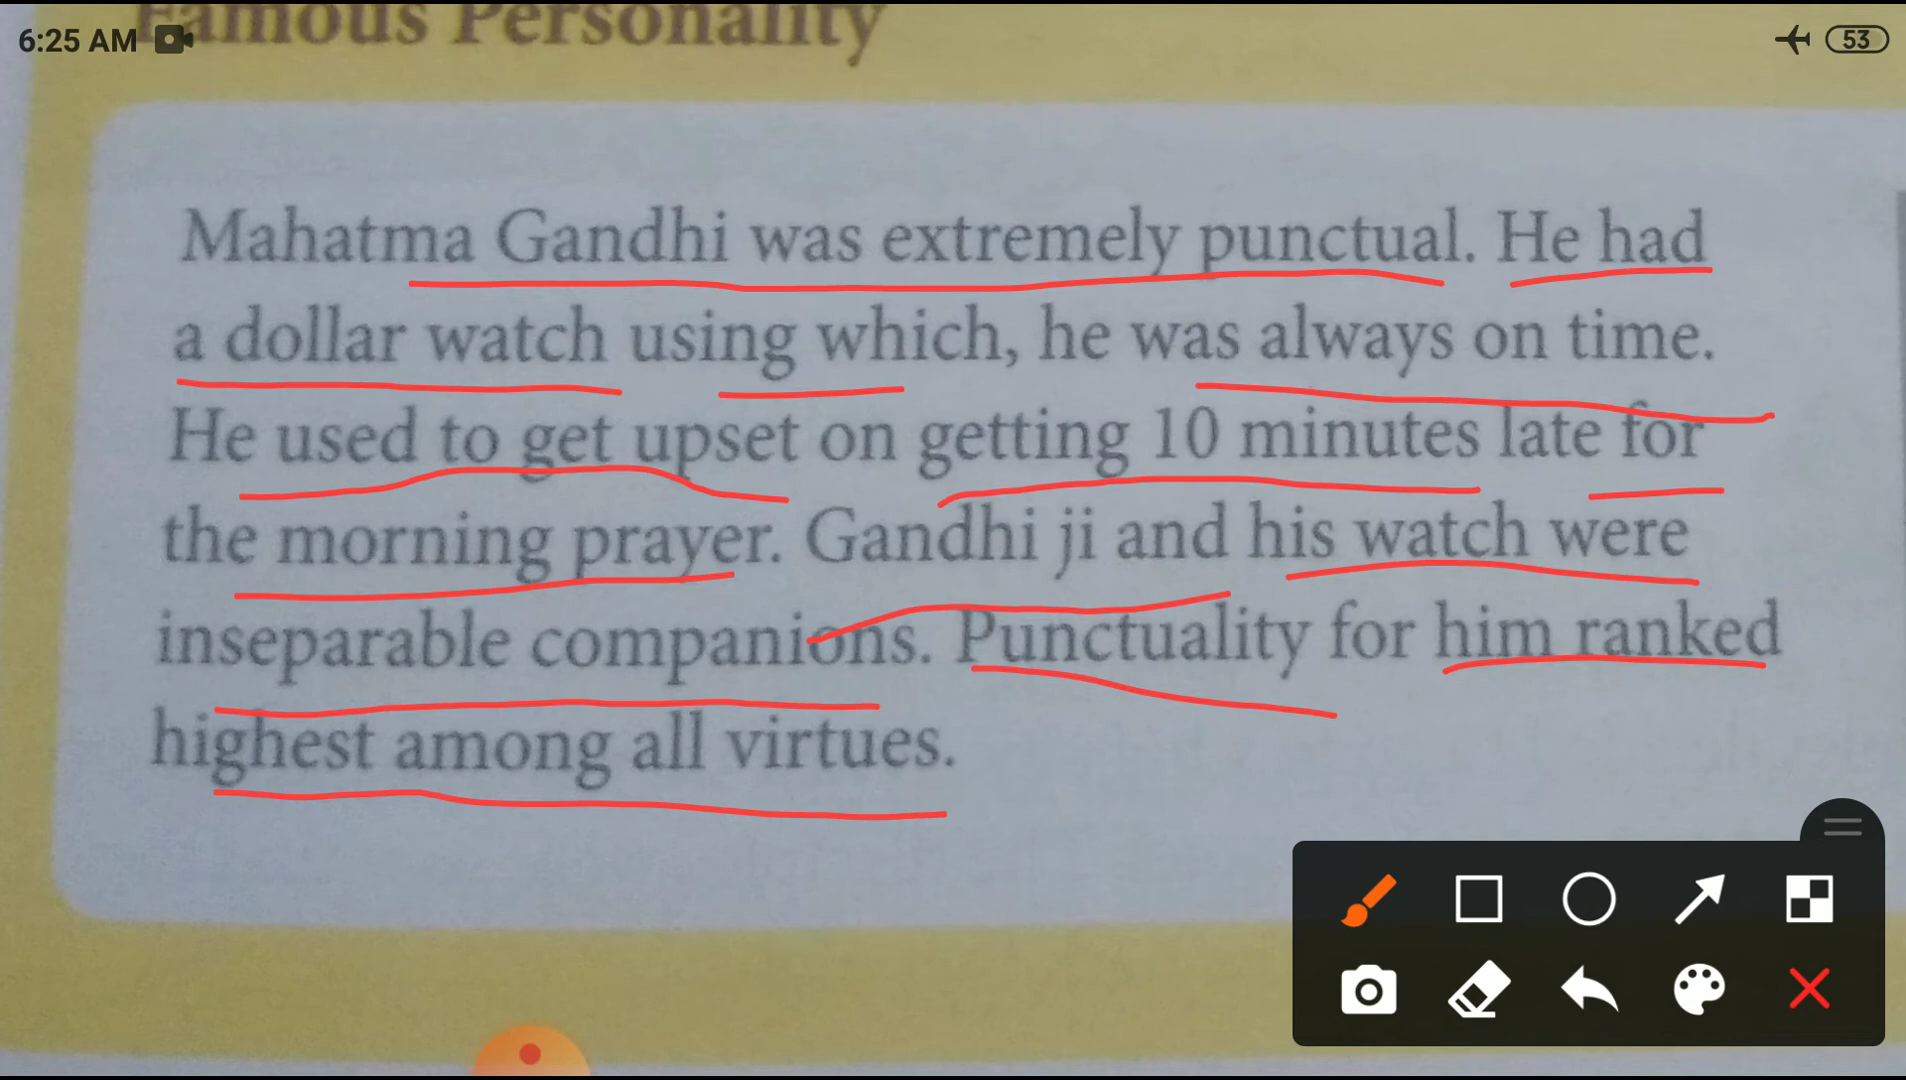 Famous Personality
6:25 AM
53
Mahatma Gandhi was extremely punctual. He had
a dollar watch using which, he was always on time.
He used to get upset on getting 10 minutes late for
the morning prayer. Gandhi ji and his watch were
inseparable companions. Punctuality for him ranked
highest among all virtues.